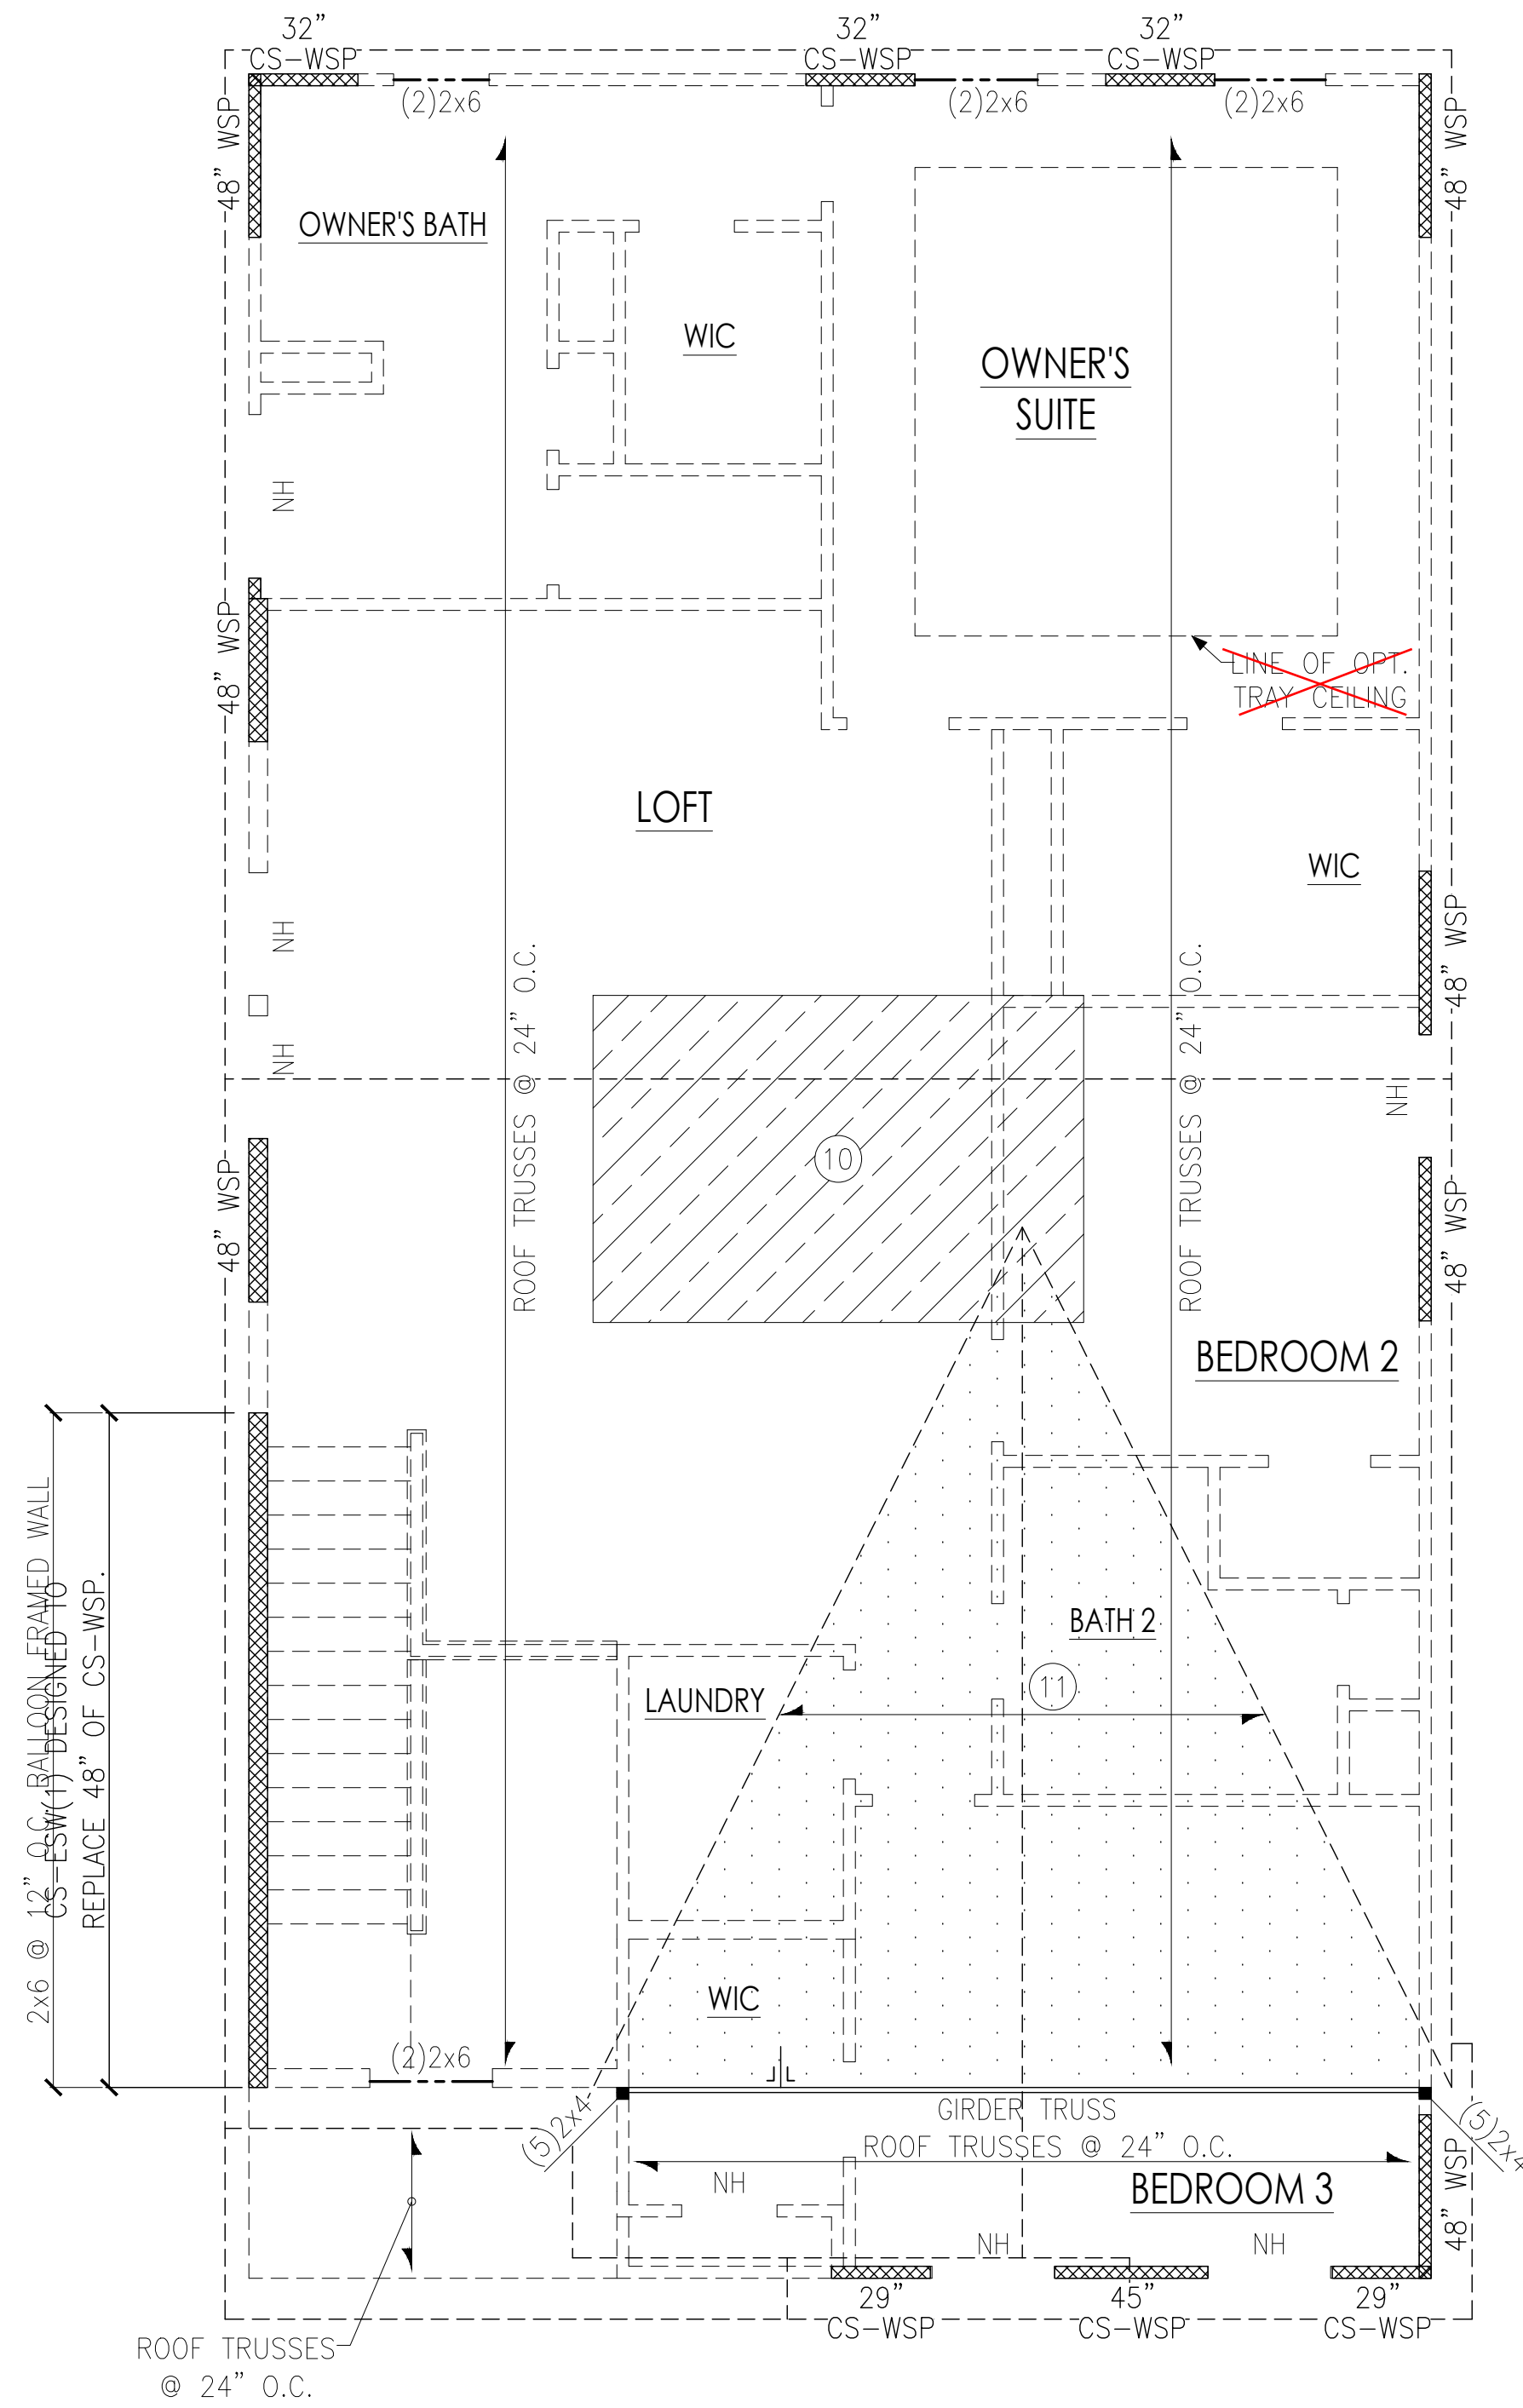 32”
CS-WSP
32”
CS-WSP
32”
CS-WSP
(2)2x6
(2)2x6
(2)2x6
48” WSP
48” WSP
OWNER'S BATH
WIC
OWNER'S
SUITE
NH
48” WSP
LINE OF OPT.
TRAY CEILING
LOFT
WIC
NH
48” WSP
NH
ROOF TRUSSES @ 24” O.C.
ROOF TRUSSES @ 24” O.C.
NH
10
48” WSP
48” WSP
BEDROOM 2
2x6 @ 12” O.C. BALLOON FRAMED WALL
CS-ESW(1) DESIGNED TO
REPLACE 48” OF CS-WSP.
BATH 2
11
LAUNDRY
WIC
(2)2x6
(5)2x4
GIRDER TRUSS
(5)2x4
ROOF TRUSSES @ 24” O.C.
NH
BEDROOM 3
48” WSP
NH
NH
29”
CS-WSP
45”
CS-WSP
29”
CS-WSP
ROOF TRUSSES
@ 24” O.C.